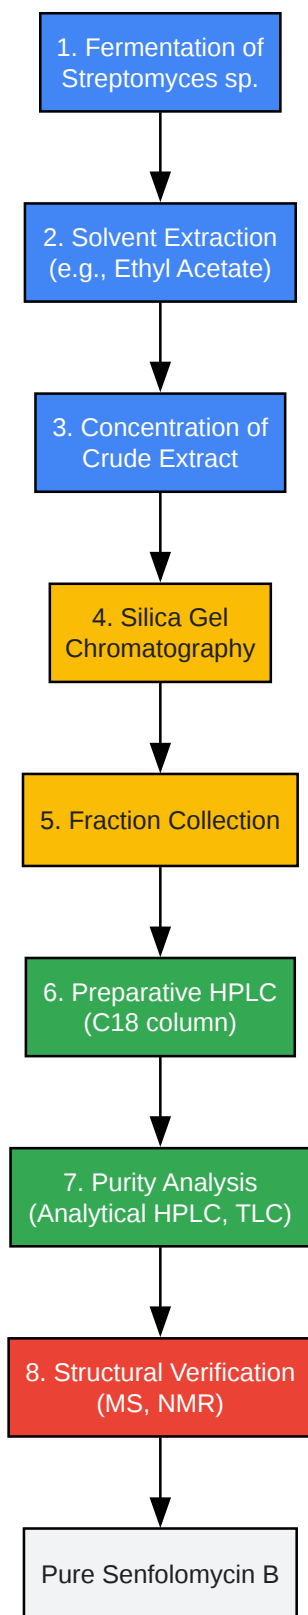 1. Fermentation of
Streptomyces sp.
2. Solvent Extraction
(e.g., Ethyl Acetate)
3. Concentration of
Crude Extract
4. Silica Gel
Chromatography
5. Fraction Collection
6. Preparative HPLC
(C18 column)
7. Purity Analysis
(Analytical HPLC, TLC)
8. Structural Verification
(MS, NMR)
Pure Senfolomycin B